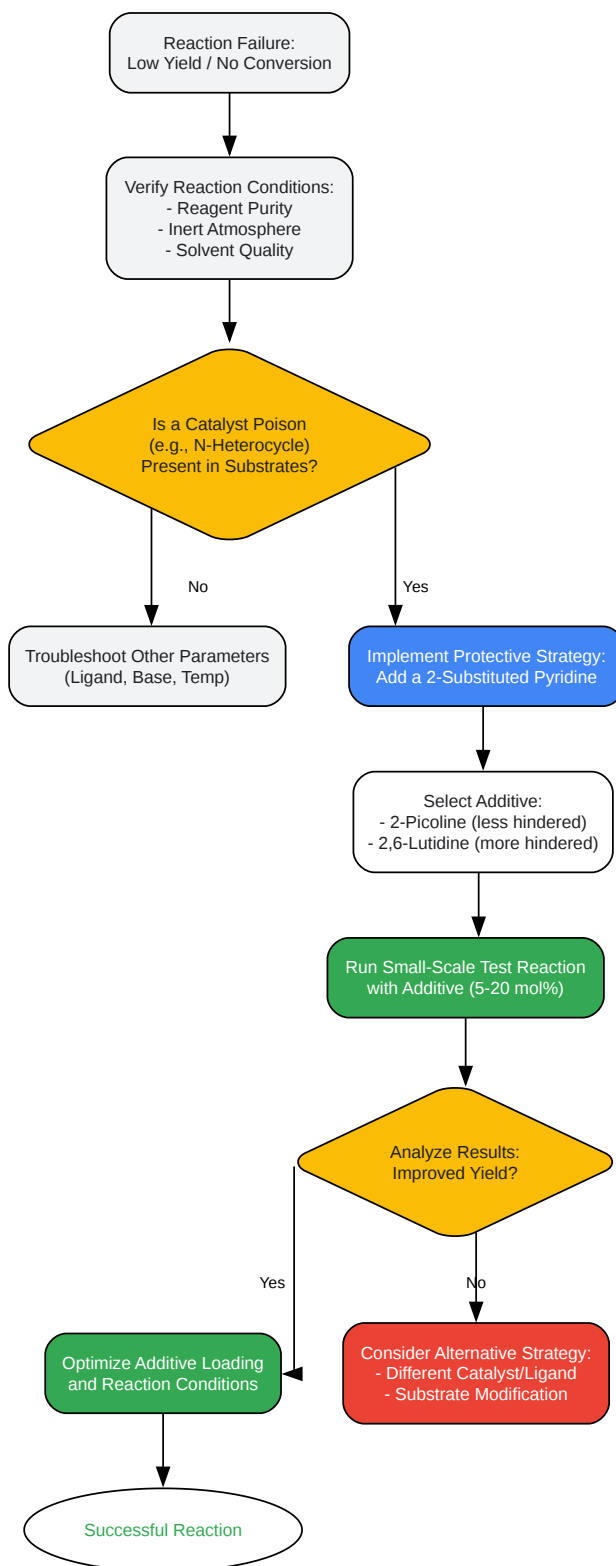 Reaction Failure:
Low Yield / No Conversion
Verify Reaction Conditions:
- Reagent Purity
- Inert Atmosphere
- Solvent Quality
Is a Catalyst Poison
(e.g., N-Heterocycle)
Present in Substrates?
No
Yes
Troubleshoot Other Parameters
(Ligand, Base, Temp)
Implement Protective Strategy:
Add a 2-Substituted Pyridine
Select Additive:
- 2-Picoline (less hindered)
- 2,6-Lutidine (more hindered)
Run Small-Scale Test Reaction
with Additive (5-20 mol%)
Analyze Results:
Improved Yield?
Yes
No
Optimize Additive Loading
and Reaction Conditions
Consider Alternative Strategy:
- Different Catalyst/Ligand
- Substrate Modification
Successful Reaction